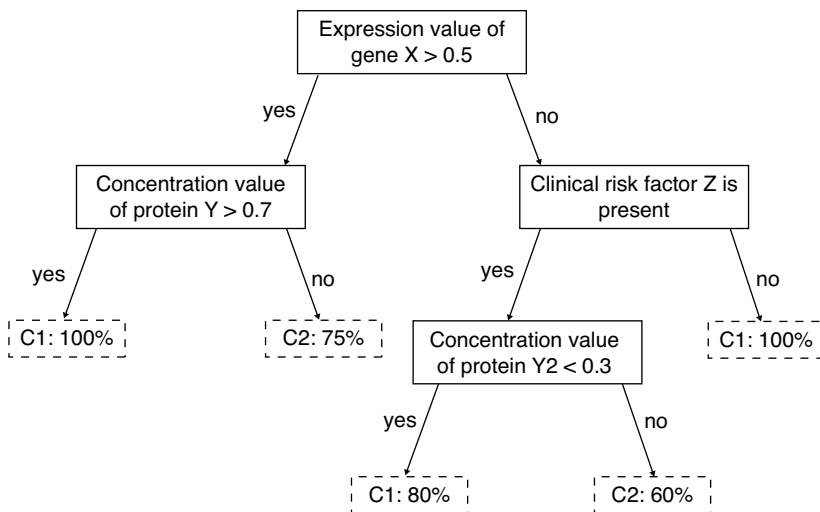 Expression value of
gene X > 0.5
yes
no
Concentration value
of protein Y > 0.7
Clinical risk factor Z is
present
yes
no
yes
no
C1: 100%
C2: 75%
Concentration value
of protein Y2 < 0.3
C1: 100%
yes
no
C1: 80%
C2: 60%